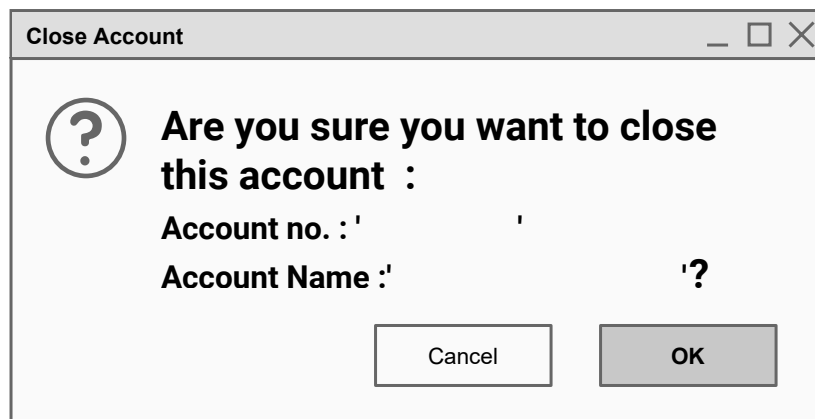 Close Account
Are you sure you want to close
this account :
Account no. : ' '
Account Name :' '?
Cancel OK